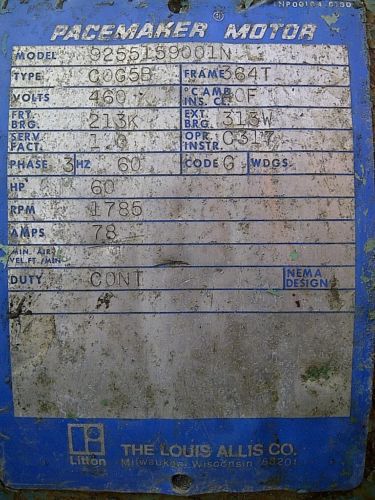 PACEMAKER® MOTOR
MODEL 9255159001N
TYPE COG5B FRAME 364T
VOLTS 460 °C AMB. INS. CL. 40F
FRT. BRG. 213K EXT. BRG. 313W
SERV. FACT. 1.0 OPR. INSTR. C317
PHASE 3 HZ 60 CODE G WDGS.
HP 60
RPM 1785
AMPS 78
MIN. AIR VEL. FT./MIN.
DUTY CONT NEMA DESIGN
Litton THE LOUIS ALLIS CO.
Milwaukee, Wisconsin 53201